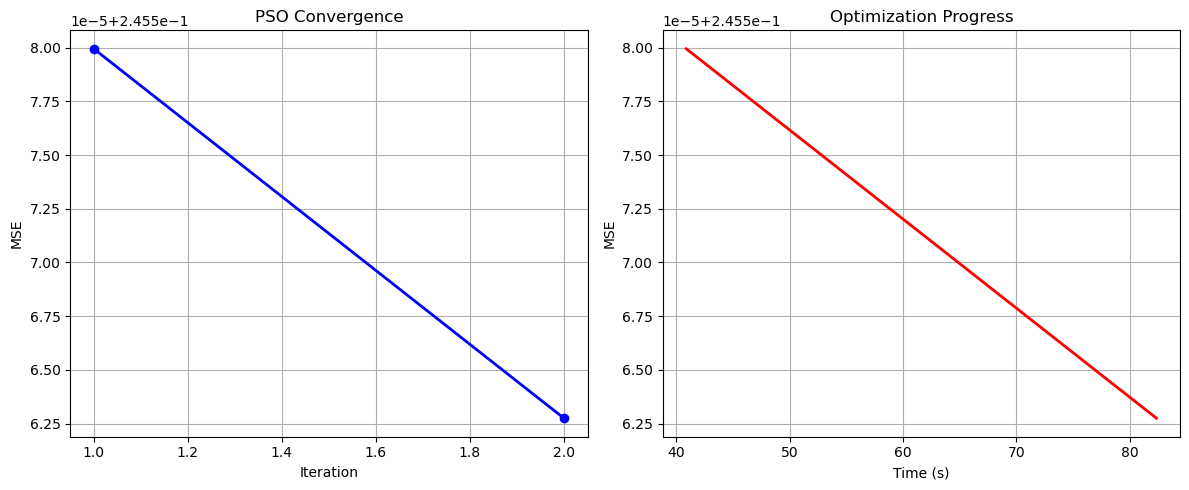 PSO Convergence
1e−5+2.455e−1
8.00
7.75
7.50
7.25
7.00
6.75
6.50
6.25
MSE
1.0 1.2 1.4 1.6 1.8 2.0
Iteration
Optimization Progress
1e−5+2.455e−1
8.00
7.75
7.50
7.25
7.00
6.75
6.50
6.25
MSE
40 50 60 70 80
Time (s)